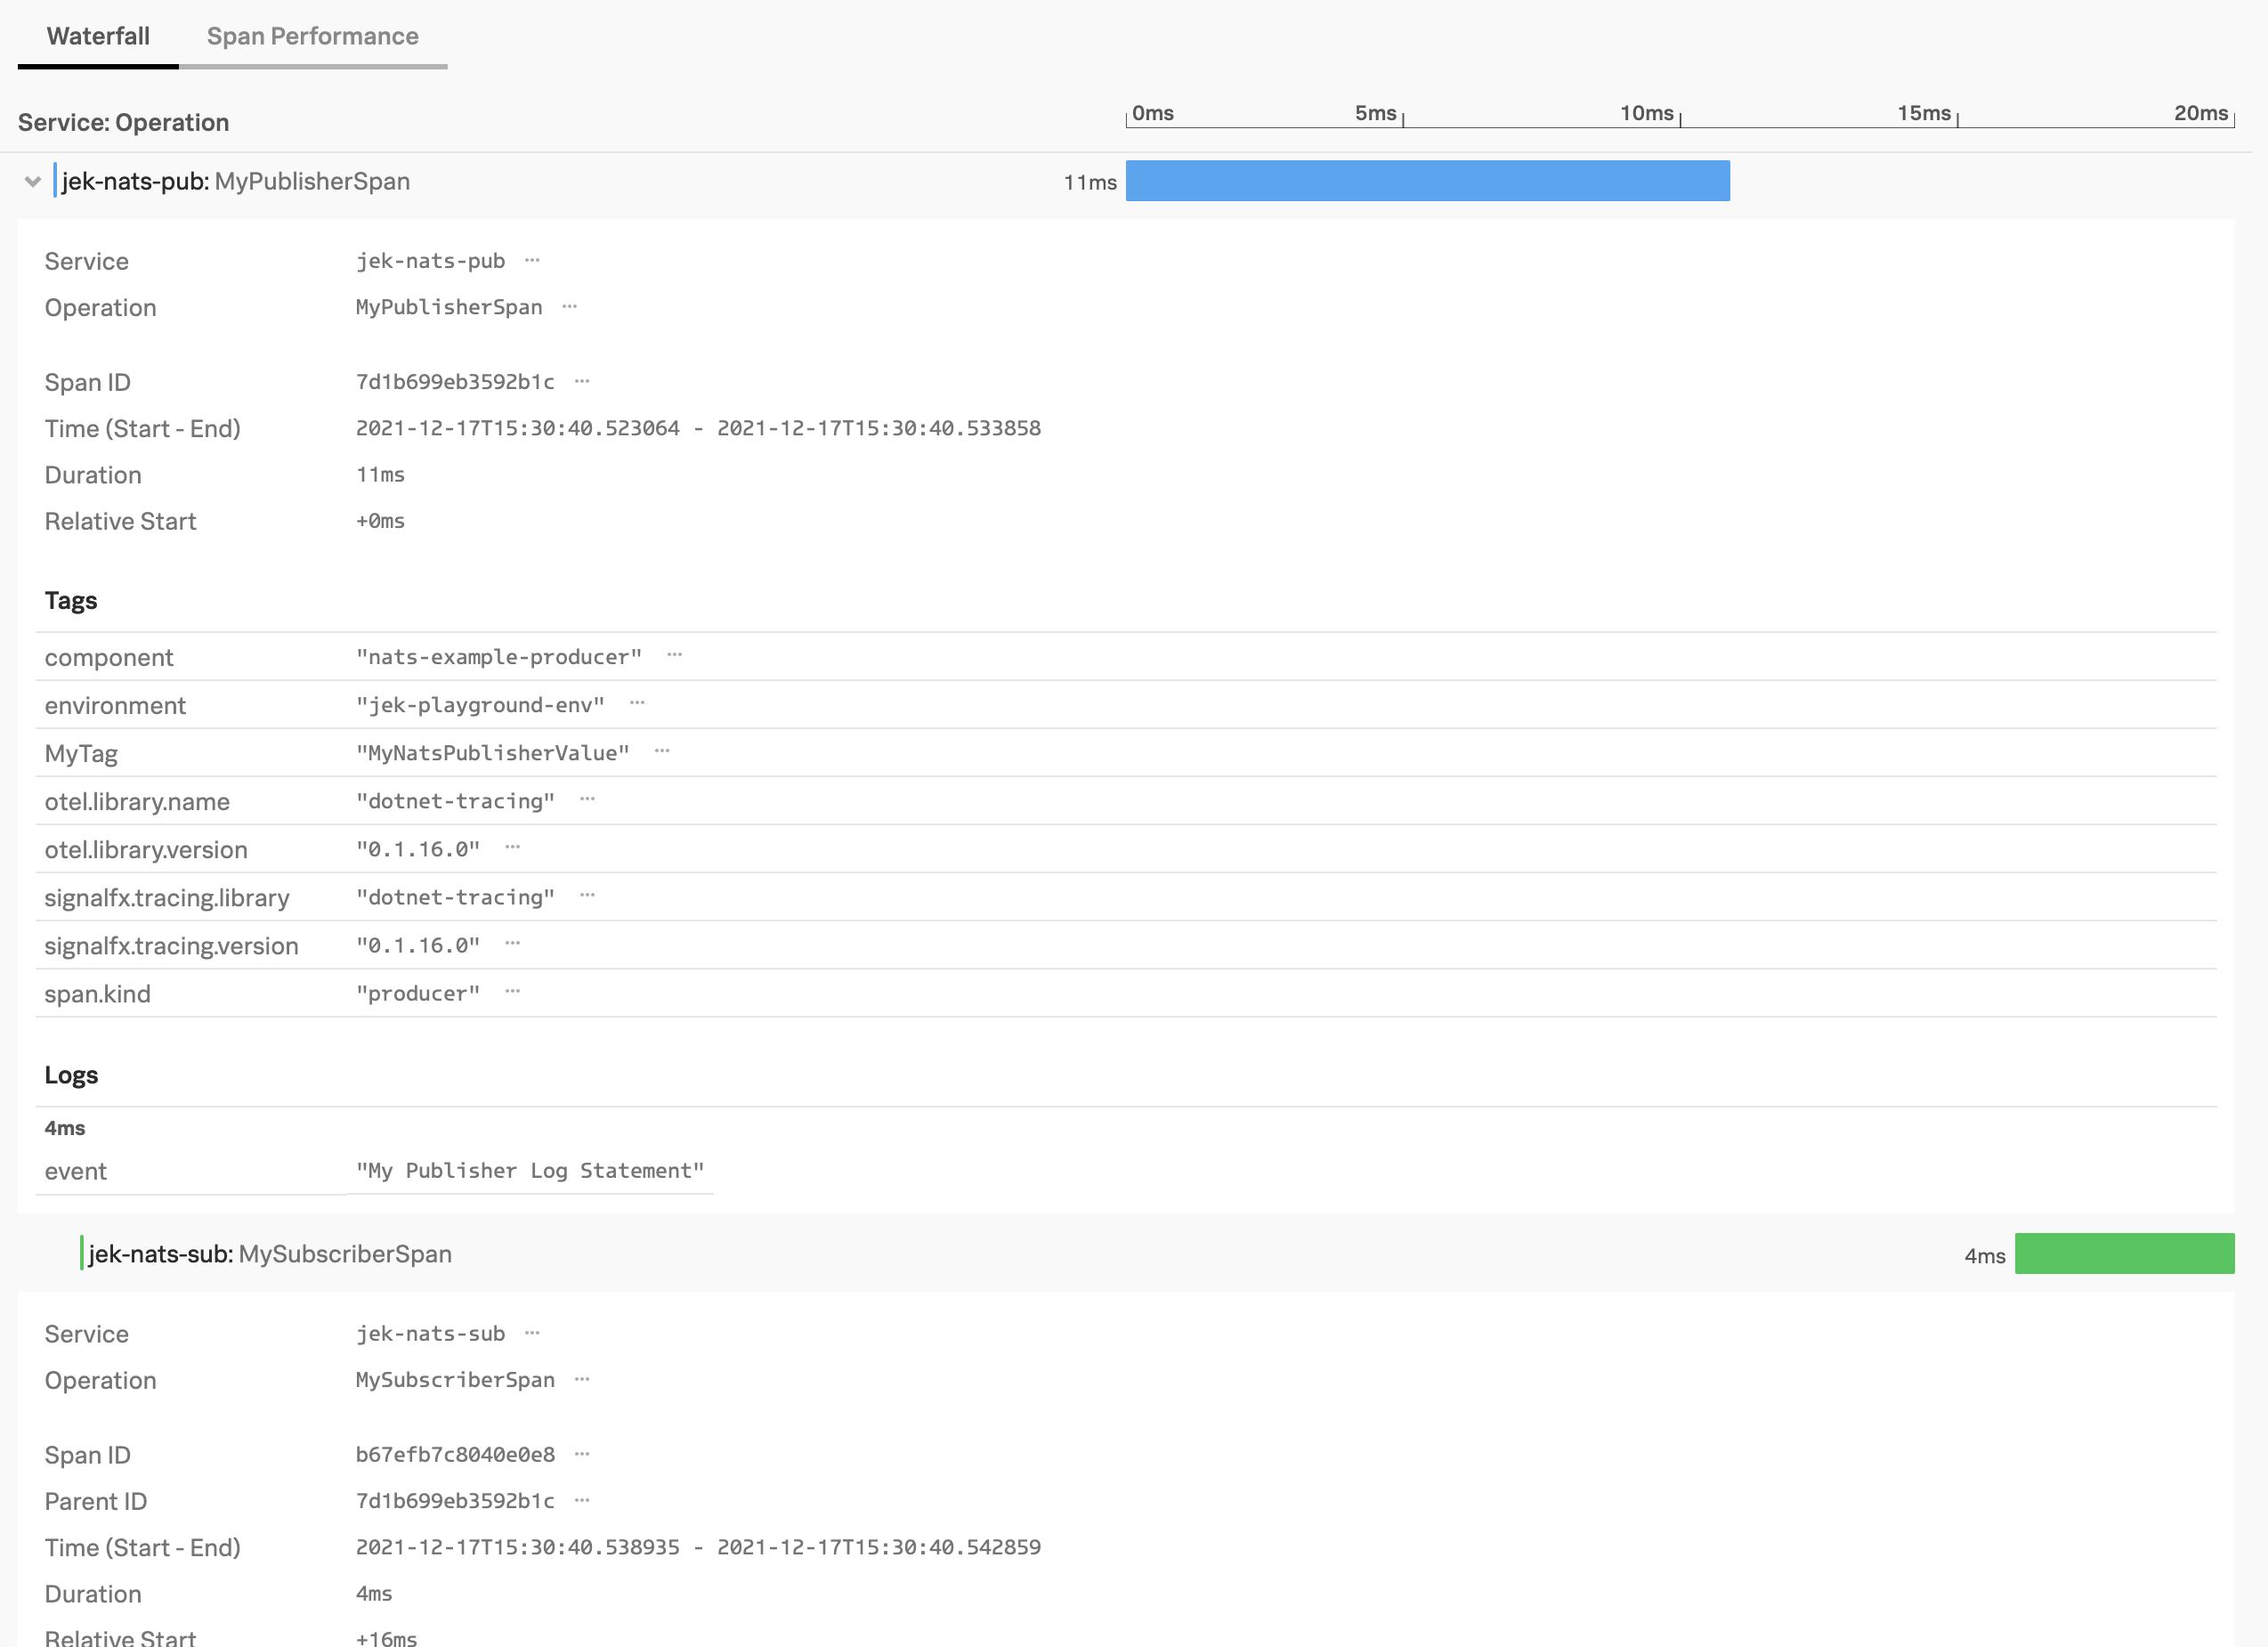 Waterfall Span Performance
Service: Operation 0ms 5ms 10ms 15ms 20ms
jek-nats-pub: MyPublisherSpan 11ms
Service jek-nats-pub ···
Operation MyPublisherSpan ···
Span ID 7d1b699eb3592b1c ···
Time (Start - End) 2021-12-17T15:30:40.523064 - 2021-12-17T15:30:40.533858
Duration 11ms
Relative Start +0ms
Tags
component "nats-example-producer" ···
environment "jek-playground-env" ···
MyTag "MyNatsPublisherValue" ···
otel.library.name "dotnet-tracing" ···
otel.library.version "0.1.16.0" ···
signalfx.tracing.library "dotnet-tracing" ···
signalfx.tracing.version "0.1.16.0" ···
span.kind "producer" ···
Logs
4ms
event "My Publisher Log Statement"
jek-nats-sub: MySubscriberSpan 4ms
Service jek-nats-sub ···
Operation MySubscriberSpan ···
Span ID b67efb7c8040e0e8 ···
Parent ID 7d1b699eb3592b1c ···
Time (Start - End) 2021-12-17T15:30:40.538935 - 2021-12-17T15:30:40.542859
Duration 4ms
Relative Start +16ms